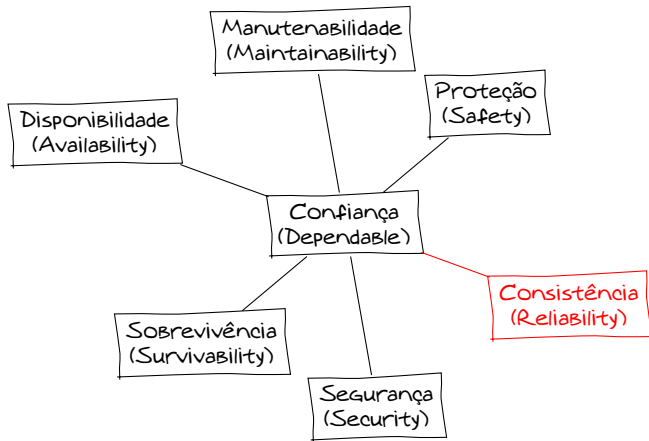 Manutenabilidade
(Maintainability)
Proteção
(Safety)
Disponibilidade
(Availability)
Confiança
(Dependable)
Consistência
(Reliability)
Sobrevivência
(Survivability)
Segurança
(Security)